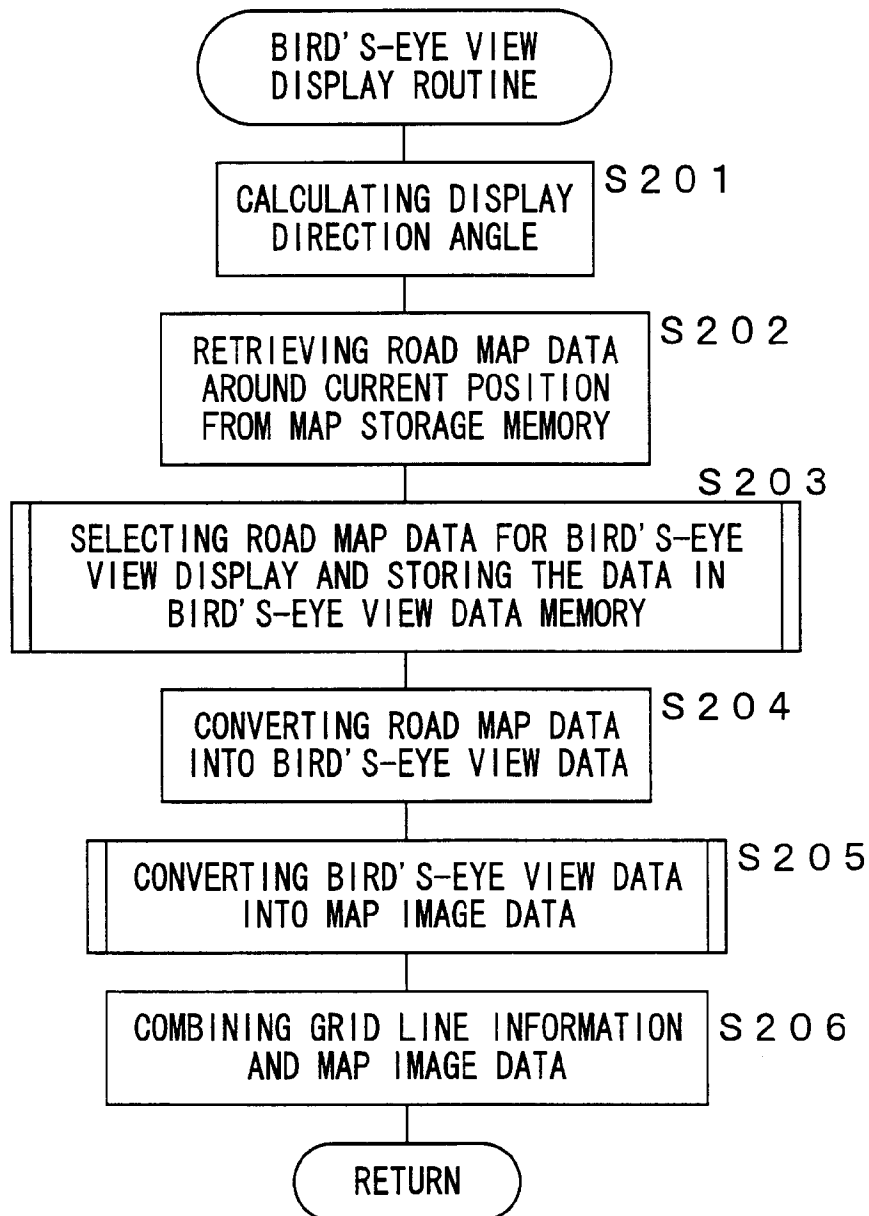 BIRD'S-EYE VIEW
DISPLAY ROUTINE
S201
CALCULATING DISPLAY
DIRECTION ANGLE
S202
RETRIEVING ROAD MAP DATA
AROUND CURRENT POSITION
FROM MAP STORAGE MEMORY
S203
SELECTING ROAD MAP DATA FOR BIRD'S-EYE
VIEW DISPLAY AND STORING THE DATA IN
BIRD'S-EYE VIEW DATA MEMORY
S204
CONVERTING ROAD MAP DATA
INTO BIRD'S-EYE VIEW DATA
S205
CONVERTING BIRD'S-EYE VIEW DATA
INTO MAP IMAGE DATA
S206
COMBINING GRID LINE INFORMATION
AND MAP IMAGE DATA
RETURN